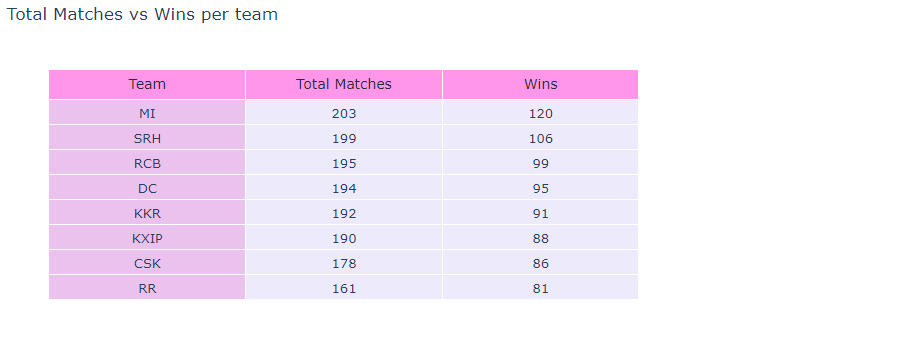 Total Matches vs Wins per team
Team Total Matches Wins
MI 203 120
SRH 199 106
RCB 195 99
DC 194 95
KKR 192 91
KXIP 190 88
CSK 178 86
RR 161 81